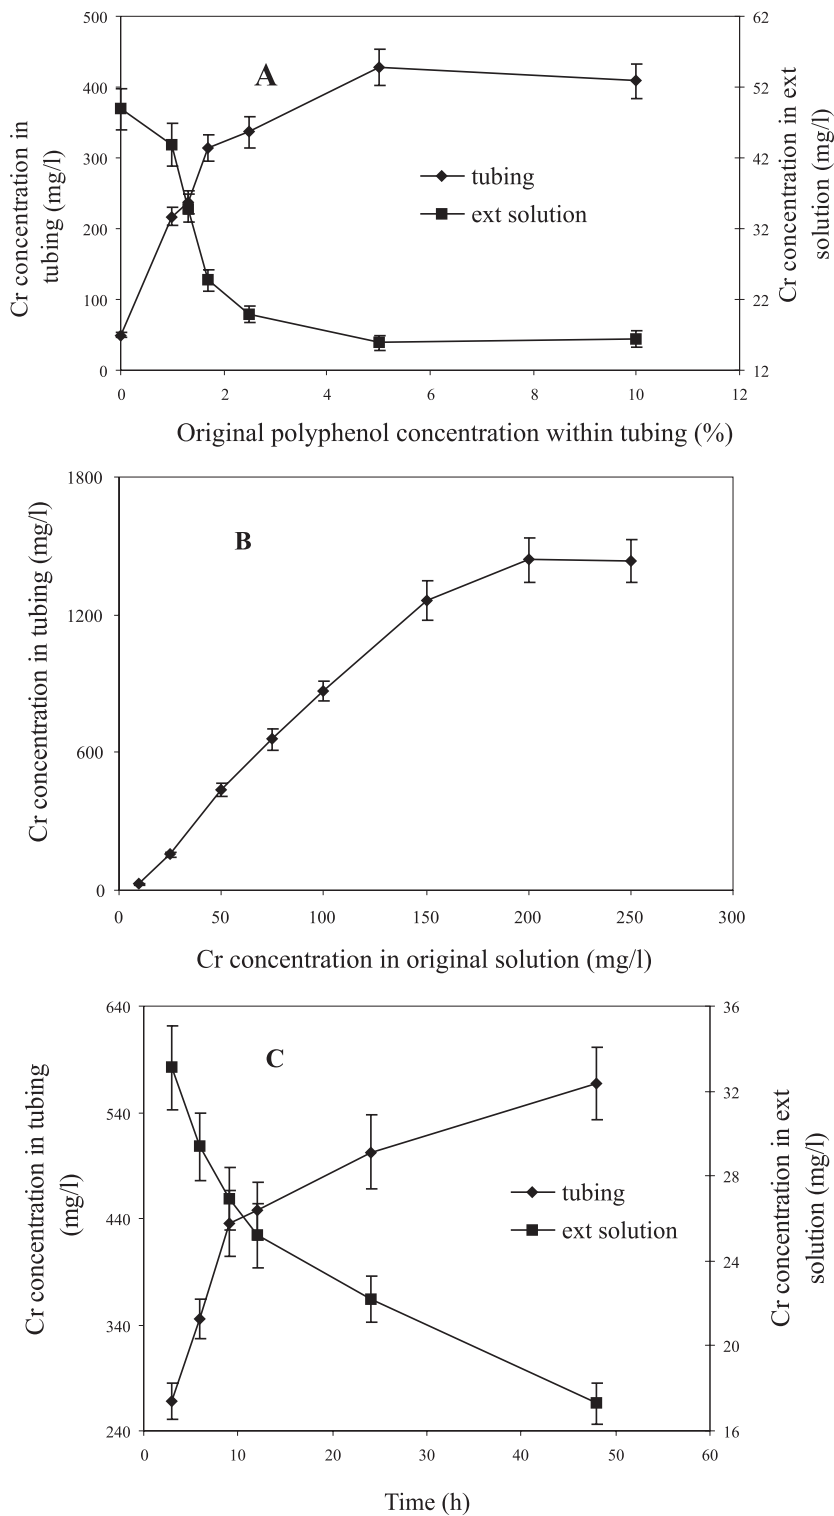 500
400
300
200
100
0
62
52
42
32
22
12
Cr concentration in
tubing (mg/l)
Cr concentration in ext
solution (mg/l)
A
tubing
ext solution
0 2 4 6 8 10 12
Original polyphenol concentration within tubing (%)
1800
1200
600
0
Cr concentration in tubing (mg/l)
B
0 50 100 150 200 250 300
Cr concentration in original solution (mg/l)
640
540
440
340
240
36
32
28
24
20
16
Cr concentration in tubing
(mg/l)
Cr concentration in ext
solution (mg/l)
C
tubing
ext solution
0 10 20 30 40 50 60
Time (h)